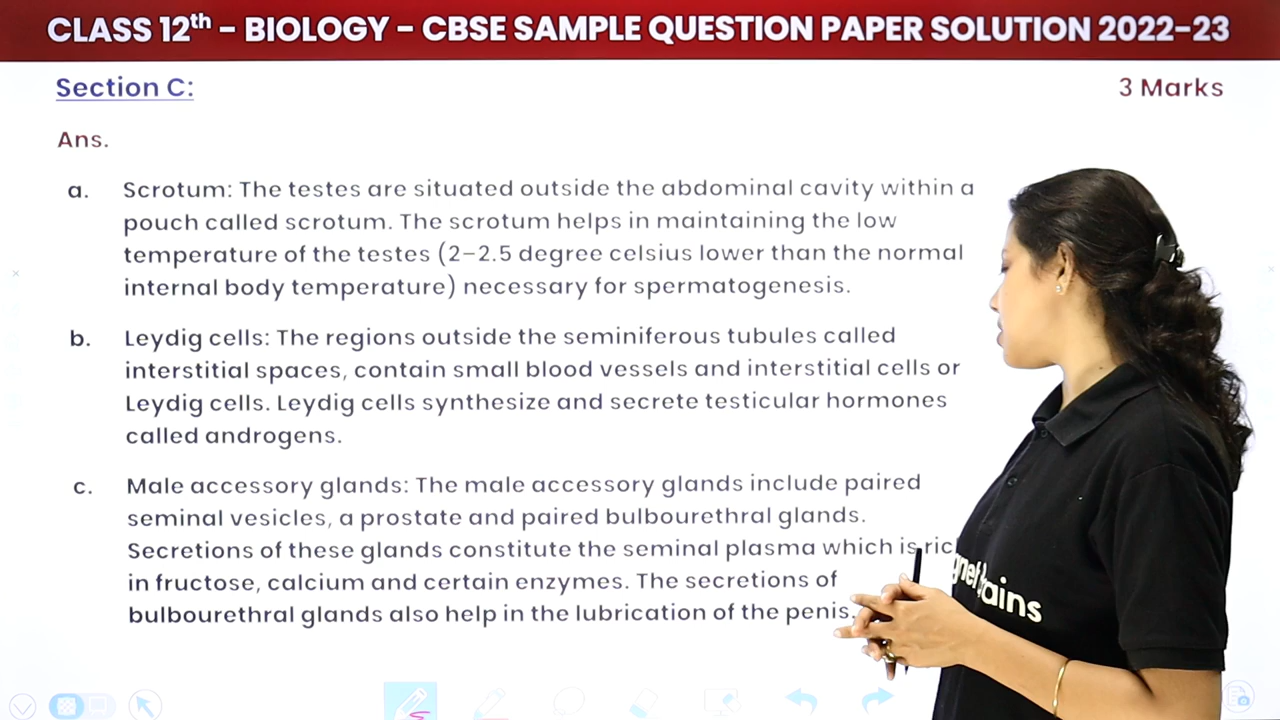 CLASS 12th – BIOLOGY – CBSE SAMPLE QUESTION PAPER SOLUTION 2022–23
Section C:
3 Marks
Ans.
a. Scrotum: The testes are situated outside the abdominal cavity within a
pouch called scrotum. The scrotum helps in maintaining the low
temperature of the testes (2–2.5 degree celsius lower than the normal
internal body temperature) necessary for spermatogenesis.
b. Leydig cells: The regions outside the seminiferous tubules called
interstitial spaces, contain small blood vessels and interstitial cells or
Leydig cells. Leydig cells synthesize and secrete testicular hormones
called androgens.
c. Male accessory glands: The male accessory glands include paired
seminal vesicles, a prostate and paired bulbourethral glands.
Secretions of these glands constitute the seminal plasma which is
in fructose, calcium and certain enzymes. The secretions of
bulbourethral glands also help in the lubrication of the penis.